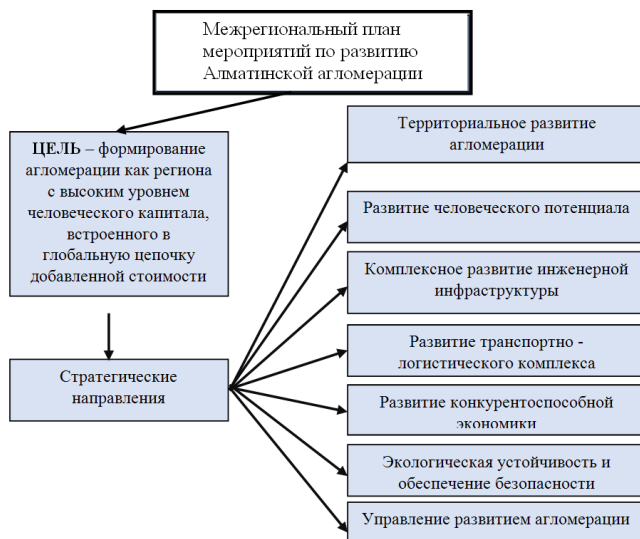 Межрегиональный план
мероприятий по развитию
Алматинской агломерации
ЦЕЛЬ – формирование
агломерации как региона
с высоким уровнем
человеческого капитала,
встроенного в
глобальную цепочку
добавленной стоимости
Стратегические
направления
Территориальное развитие
агломерации
Развитие человеческого потенциала
Комплексное развитие инженерной
инфраструктуры
Развитие транспортно -
логистического комплекса
Развитие конкурентоспособной
экономики
Экологическая устойчивость и
обеспечение безопасности
Управление развитием агломерации